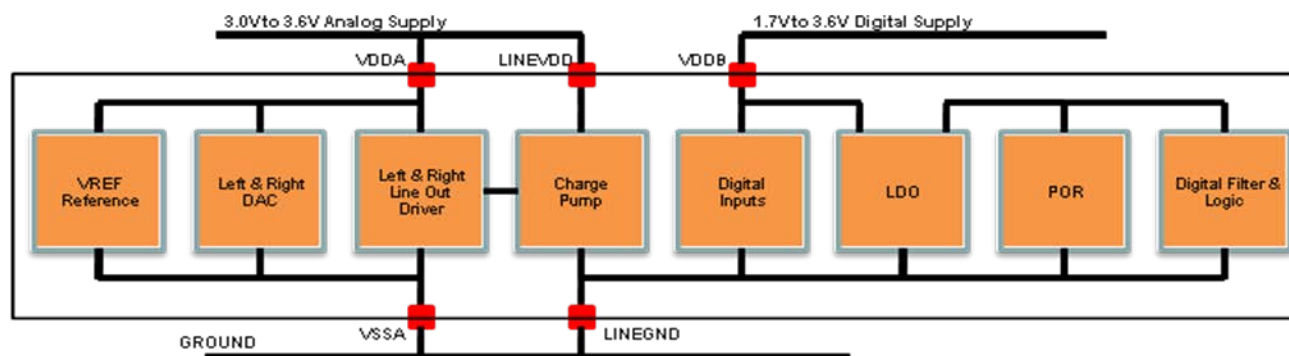 3.0Vto 3.6V Analog Supply
1.7Vto 3.6V Digital Supply
VDDA
LINEVDD
VDDB
VREF
Reference
Left & Right
DAC
Left & Right
Line Out
Driver
Charge
Pump
Digital
Inputs
LDO
POR
Digital Filter &
Logic
VSSA
LINEGND
GROUND